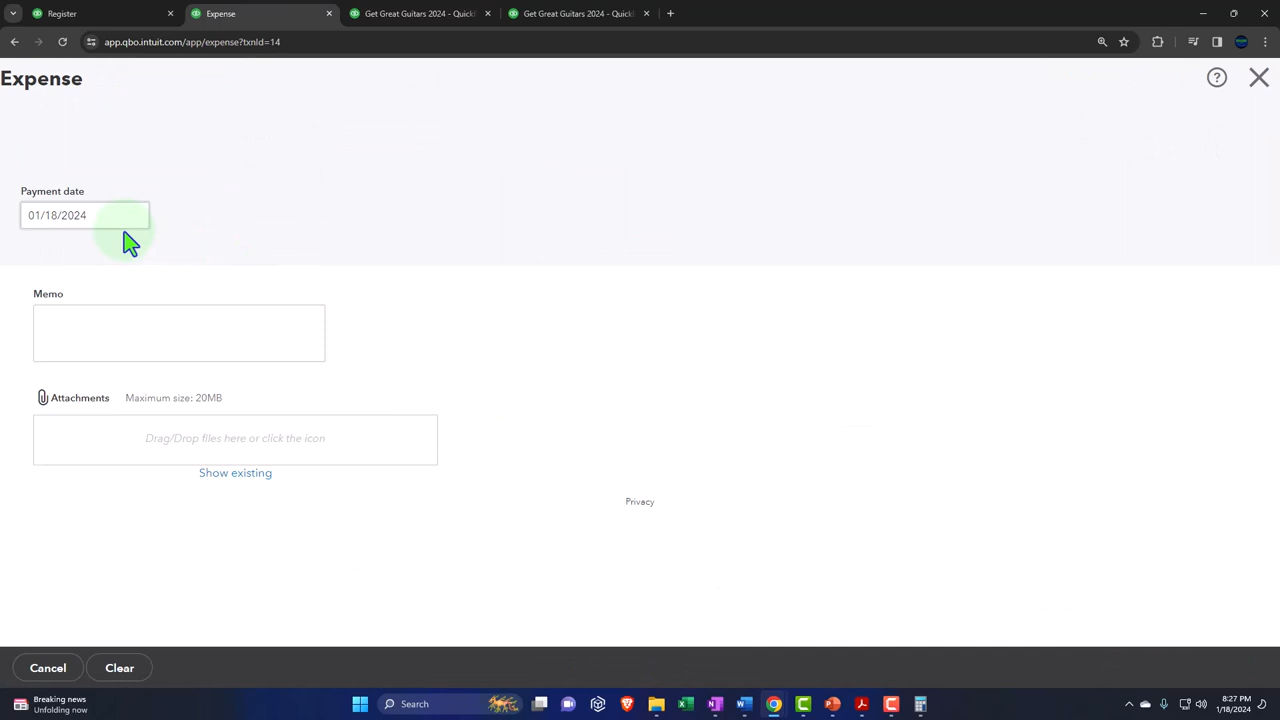 Register
Expense
Get Great Guitars 2024 - QuickB
Get Great Guitars 2024 - QuickB
app.qbo.intuit.com/app/expense?txnId=14
Expense
Payment date
01/18/2024
Memo
Attachments Maximum size: 20MB
Drag/Drop files here or click the icon
Show existing
Privacy
Cancel
Clear
Breaking news
Unfolding now
Search
8:27 PM
1/18/2024